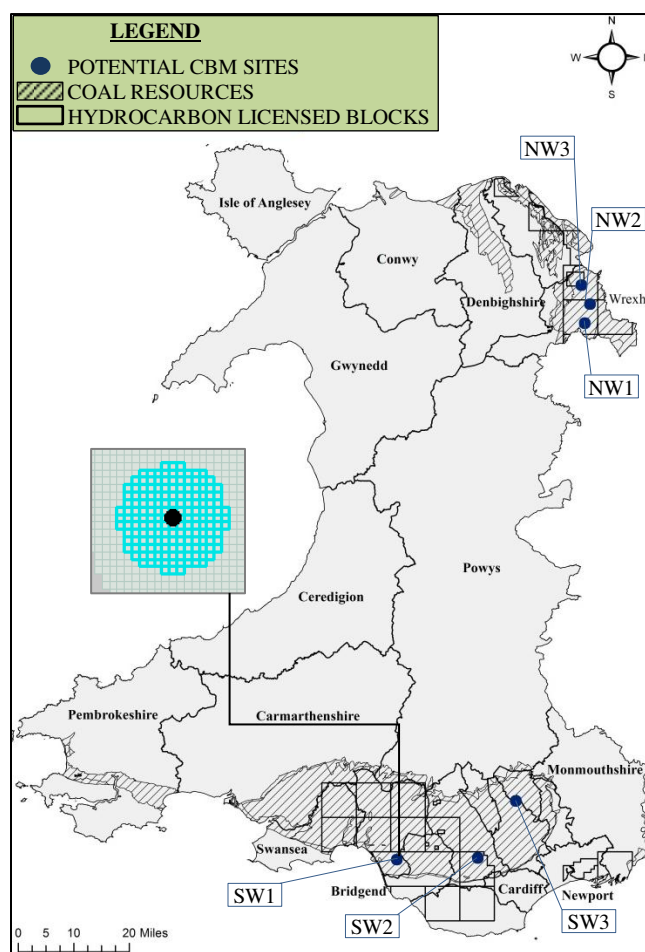 LEGEND
POTENTIAL CBM SITES
COAL RESOURCES
HYDROCARBON LICENSED BLOCKS
N
W
S
NW3
Isle of Anglesey
NW2
Conwy
Denbighshire
Wrexh
Gwynedd
NW1
Powys
Ceredigion
Pembrokeshire
Carmarthenshire
Monmouthshire
Swansea
SW1
Bridgend
Cardiff
Newport
SW2
SW3
0 5 10 20 Miles